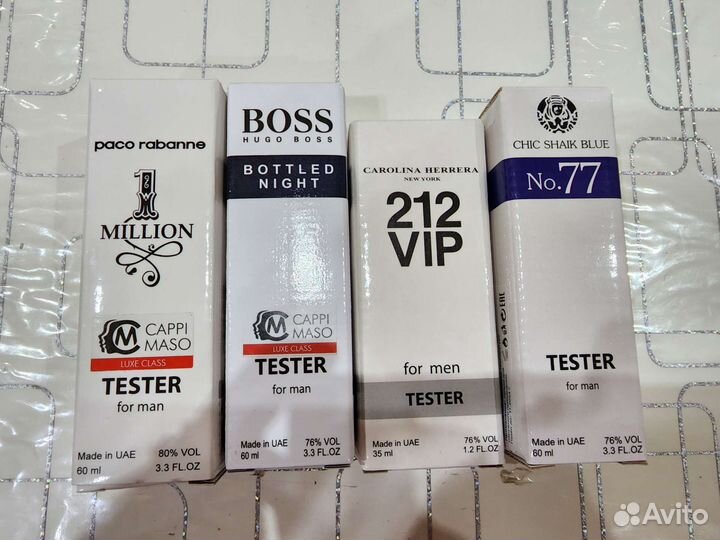 paco rabanne
1
MILLION
CM CAPPI
MASO
LUXE CLASS
TESTER
for man
Made in UAE 80% VOL
60 ml 3.3 FL.OZ
BOSS
HUGO BOSS
BOTTLED
NIGHT
CM CAPPI
MASO
LUXE CLASS
TESTER
for man
Made in UAE 76% VOL
60 ml 3.3 FL.OZ
CAROLINA HERRERA
NEW YORK
212
VIP
for men
TESTER
Made in UAE 76% VOL
35 ml 1.2 FL.OZ
CHIC SHAIK BLUE
No.77
TESTER
for man
Made in UAE 76% VOL
60 ml 3.3 FL.OZ
Avito